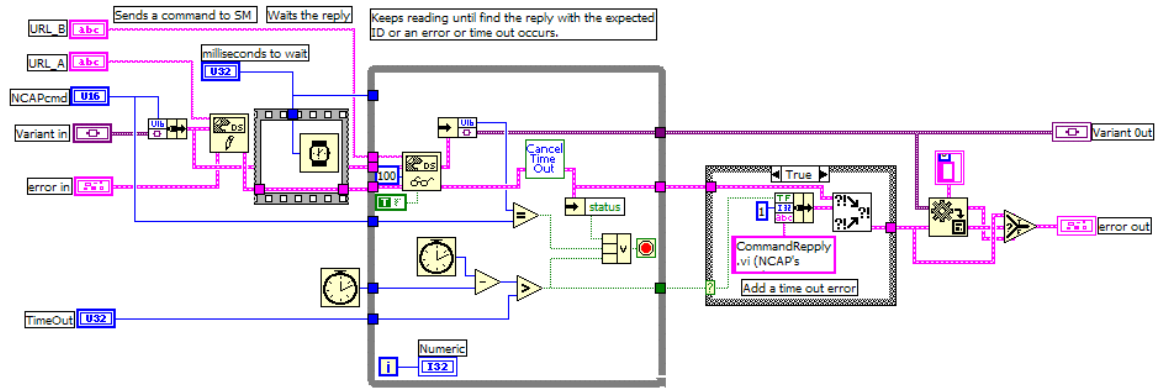 Sends a command to SM
Waits the reply
Keeps reading until find the reply with the expected
ID or an error or time out occurs.
URL_B
abc
URL_A
abc
milliseconds to wait
U32
NCAPcmd
U16
Variant in
DS
error in
100
DS
T F
Cancel
Time
Out
status
=
V
-
>
TimeOut
U32
Numeric
i
I32
True
TF
1
I32
abc
?!
?!
?!
CommandRepply
.vi (NCAP's
Add a time out error
?
Variant Out
error out